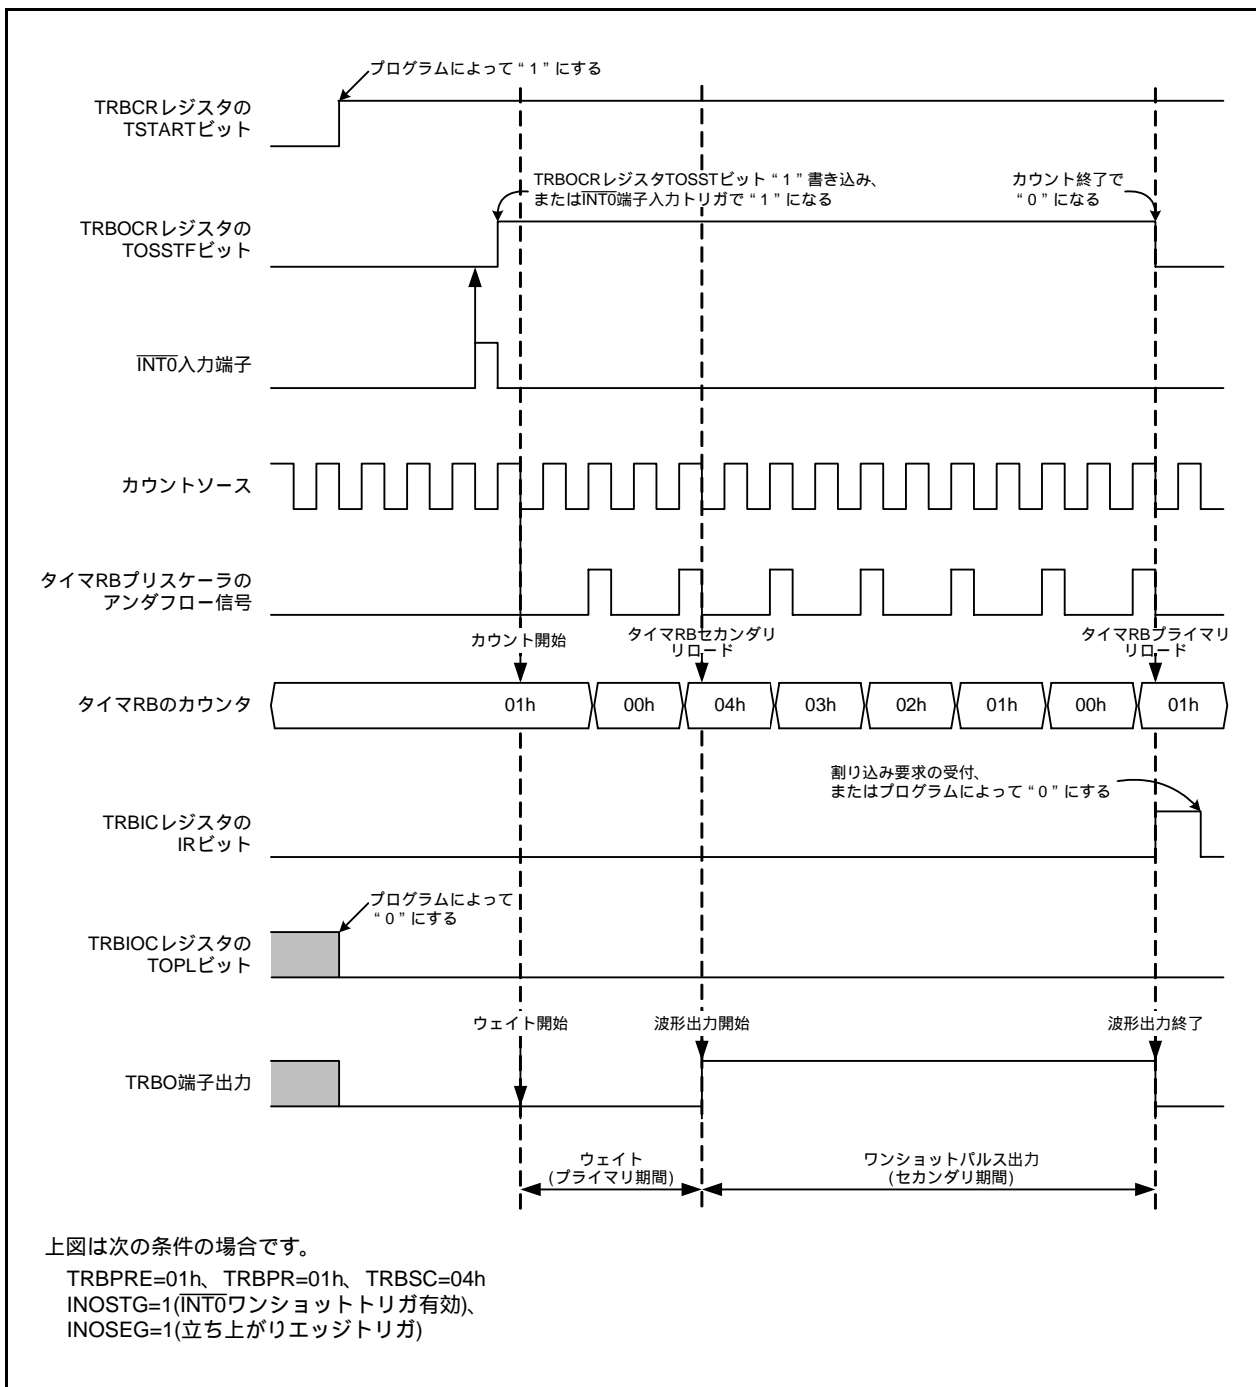 プログラムによって“1”にする
TRBCRレジスタの
TSTARTビット
TRBOCRレジスタTOSSTビット“1”書き込み、
またはINT0端子入力トリガで“1”になる
カウント終了で
“0”になる
TRBOCRレジスタの
TOSSTFビット
INT0入力端子
カウントソース
タイマRBプリスケーラの
アンダフロー信号
カウント開始
タイマRBセカンダリ
リロード
タイマRBプライマリ
リロード
タイマRBのカウンタ
01h 00h 04h 03h 02h 01h 00h 01h
割り込み要求の受付、
またはプログラムによって“0”にする
TRBICレジスタの
IRビット
プログラムによって
“0”にする
TRBIOCレジスタの
TOPLビット
ウェイト開始
波形出力開始
波形出力終了
TRBO端子出力
ウェイト
(プライマリ期間)
ワンショットパルス出力
(セカンダリ期間)
上図は次の条件の場合です。
TRBPRE=01h、TRBPR=01h、TRBSC=04h
INOSTG=1(INT0ワンショットトリガ有効)、
INOSEG=1(立ち上がりエッジトリガ)